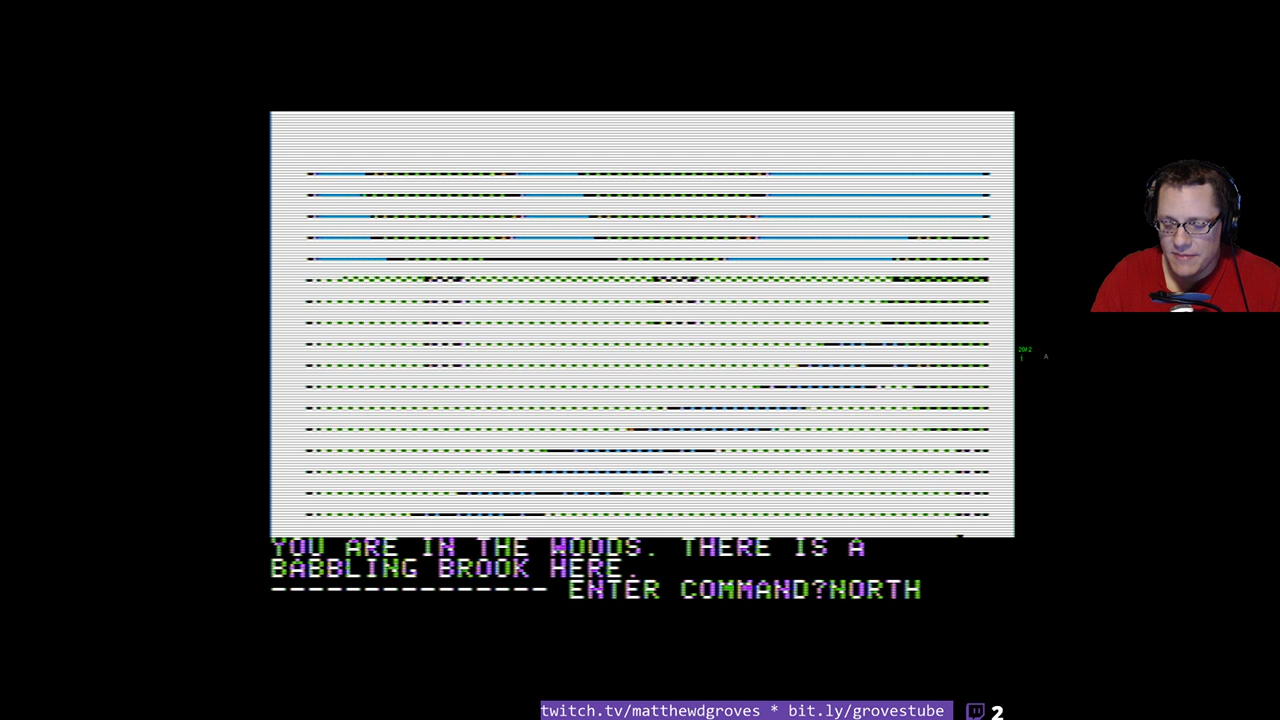 YOU ARE IN THE WOODS. THERE IS A
BABBLING BROOK HERE.
--------------- ENTER COMMAND?NORTH
twitch.tv/matthewdgroves * bit.ly/grovestube 2